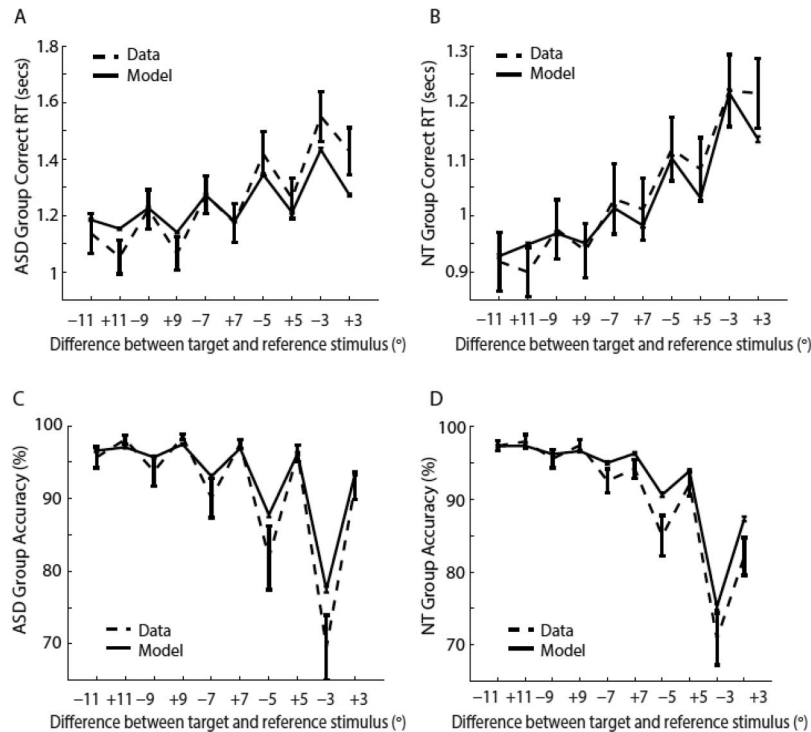 A
ASD Group Correct RT (secs)
1.8
1.6
1.4
1.2
1
Data
Model
−11 +11 −9 +9 −7 +7 −5 +5 −3 +3
Difference between target and reference stimulus (°)
B
NT Group Correct RT (secs)
1.3
1.2
1.1
1
0.9
Data
Model
−11 +11 −9 +9 −7 +7 −5 +5 −3 +3
Difference between target and reference stimulus (°)
C
ASD Group Accuracy (%)
100
90
80
70
Data
Model
−11 +11 −9 +9 −7 +7 −5 +5 −3 +3
Difference between target and reference stimulus (°)
D
NT Group Accuracy (%)
100
90
80
70
Data
Model
−11 +11 −9 +9 −7 +7 −5 +5 −3 +3
Difference between target and reference stimulus (°)